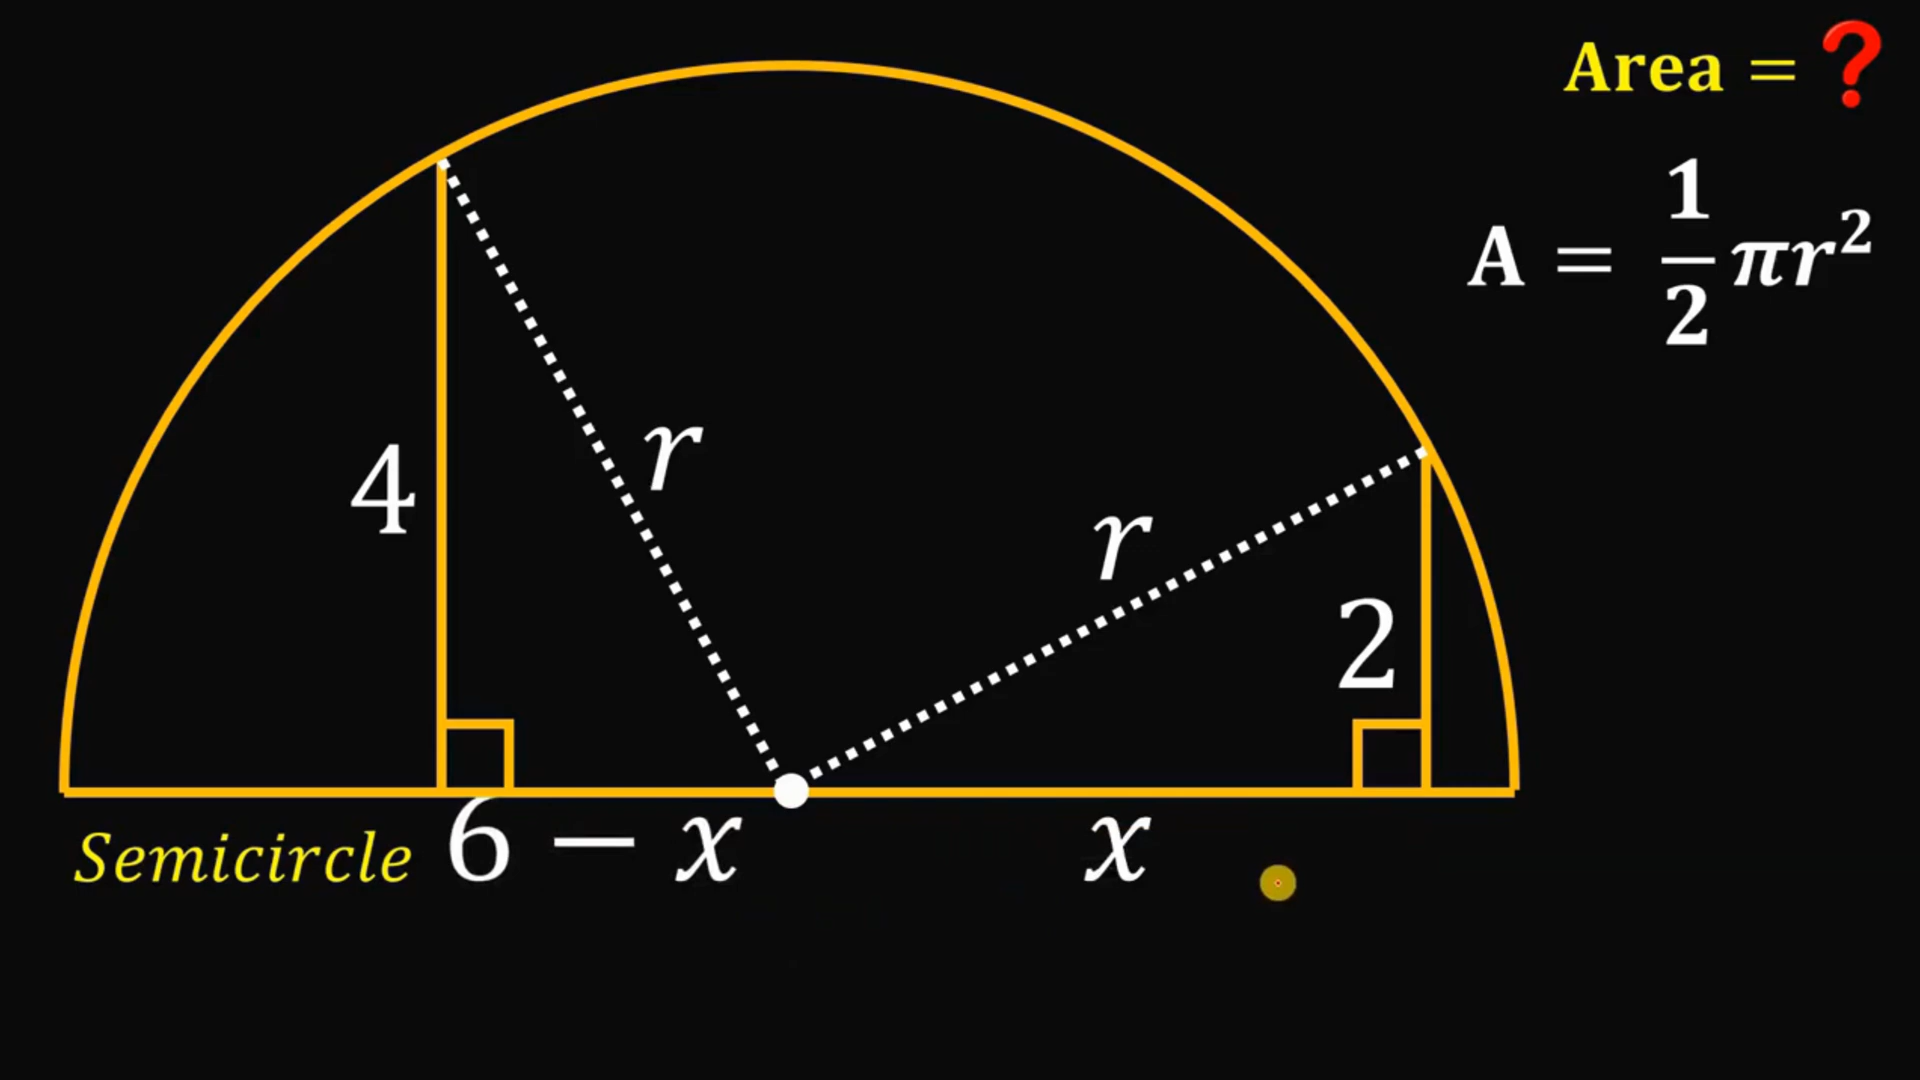 Area = ❓
A = 1/2 πr²
4
r
r
2
6 − x
x
Semicircle